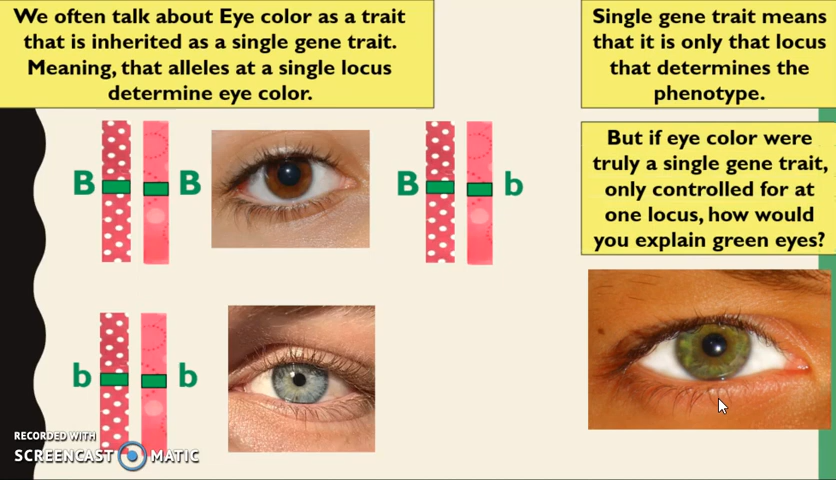 We often talk about Eye color as a trait
that is inherited as a single gene trait.
Meaning, that alleles at a single locus
determine eye color.
Single gene trait means
that it is only that locus
that determines the
phenotype.
But if eye color were
truly a single gene trait,
only controlled for at
one locus, how would
you explain green eyes?
B B
B b
b b
RECORDED WITH
SCREENCAST MATIC